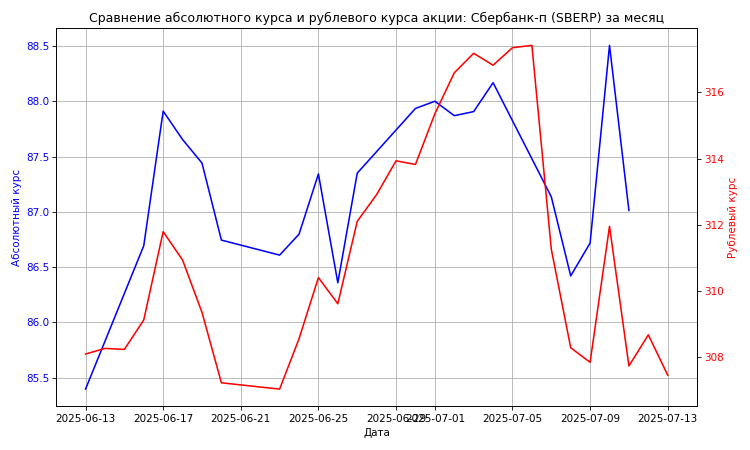 Сравнение абсолютного курса и рублевого курса акции: Сбербанк-п (SBERP) за месяц
88.5
88.0
87.5
87.0
86.5
86.0
85.5
Абсолютный курс
316
314
312
310
308
Рублевый курс
2025-06-13 2025-06-17 2025-06-21 2025-06-25 2025-06-29 2025-07-01 2025-07-05 2025-07-09 2025-07-13
Дата